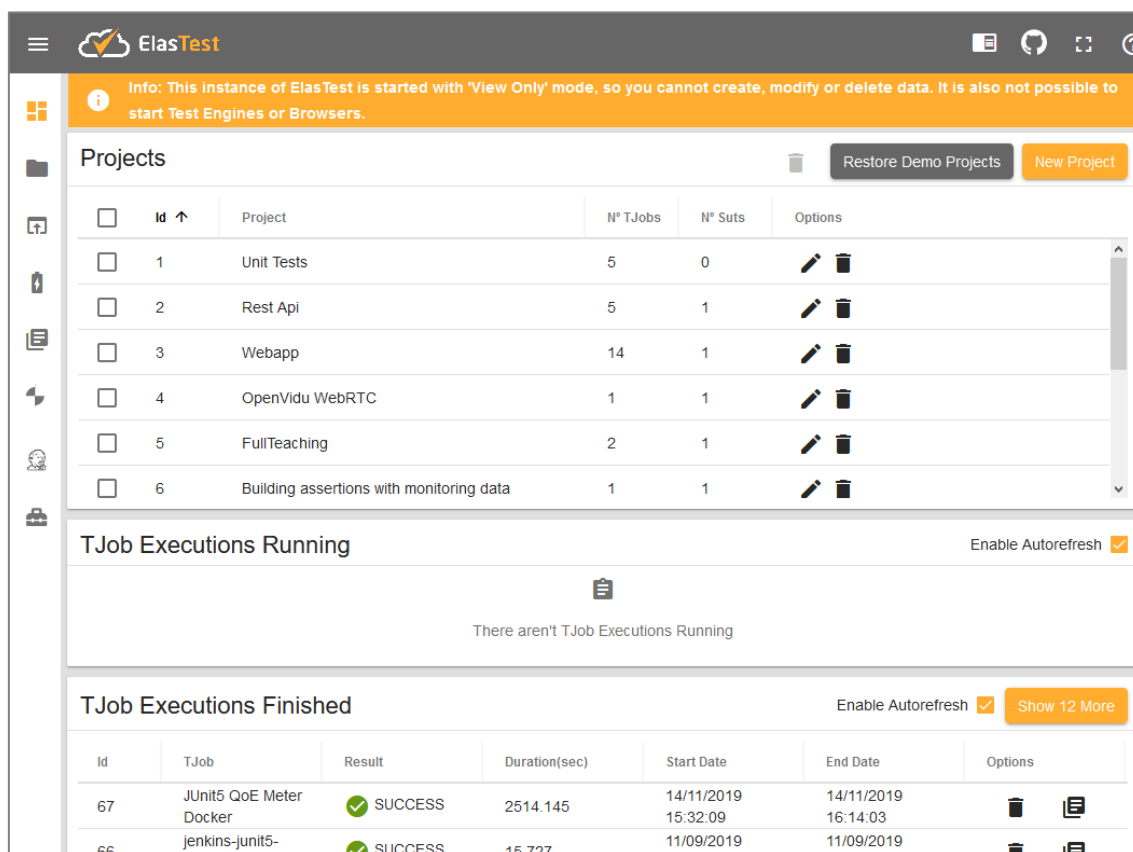 ElasTest
Info: This instance of ElasTest is started with 'View Only' mode, so you cannot create, modify or delete data. It is also not possible to
start Test Engines or Browsers.
Projects
Restore Demo Projects
New Project
Id Project Nº TJobs Nº Suts Options
1 Unit Tests 5 0
2 Rest Api 5 1
3 Webapp 14 1
4 OpenVidu WebRTC 1 1
5 FullTeaching 2 1
6 Building assertions with monitoring data 1 1
TJob Executions Running
Enable Autorefresh
There aren't TJob Executions Running
TJob Executions Finished
Enable Autorefresh
Show 12 More
Id TJob Result Duration(sec) Start Date End Date Options
67 JUnit5 QoE Meter Docker SUCCESS 2514.145 14/11/2019 15:32:09 14/11/2019 16:14:03
66 jenkins-junit5- SUCCESS 15.727 11/09/2019 11/09/2019